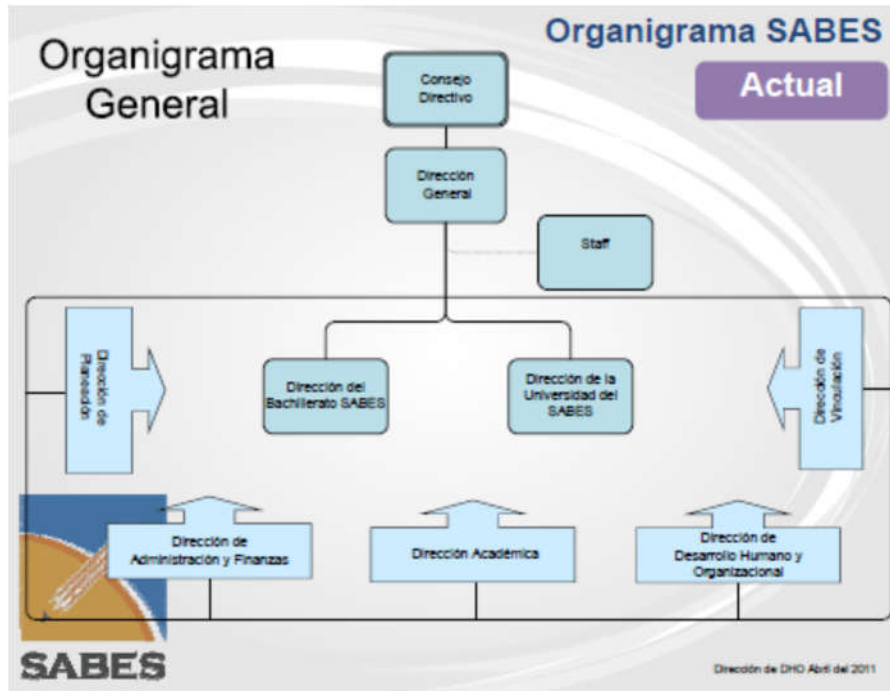 Organigrama
General
Organigrama SABES
Actual
Consejo
Directivo
Dirección
General
Staff
Dirección de
Planeación
Dirección del
Bachillerato SABES
Dirección de la
Universidad del
SABES
Dirección de
Vinculación
Dirección de
Administración y Finanzas
Dirección Académica
Dirección de
Desarrollo Humano y
Organizacional
SABES
Dirección de DHO Abril del 2011